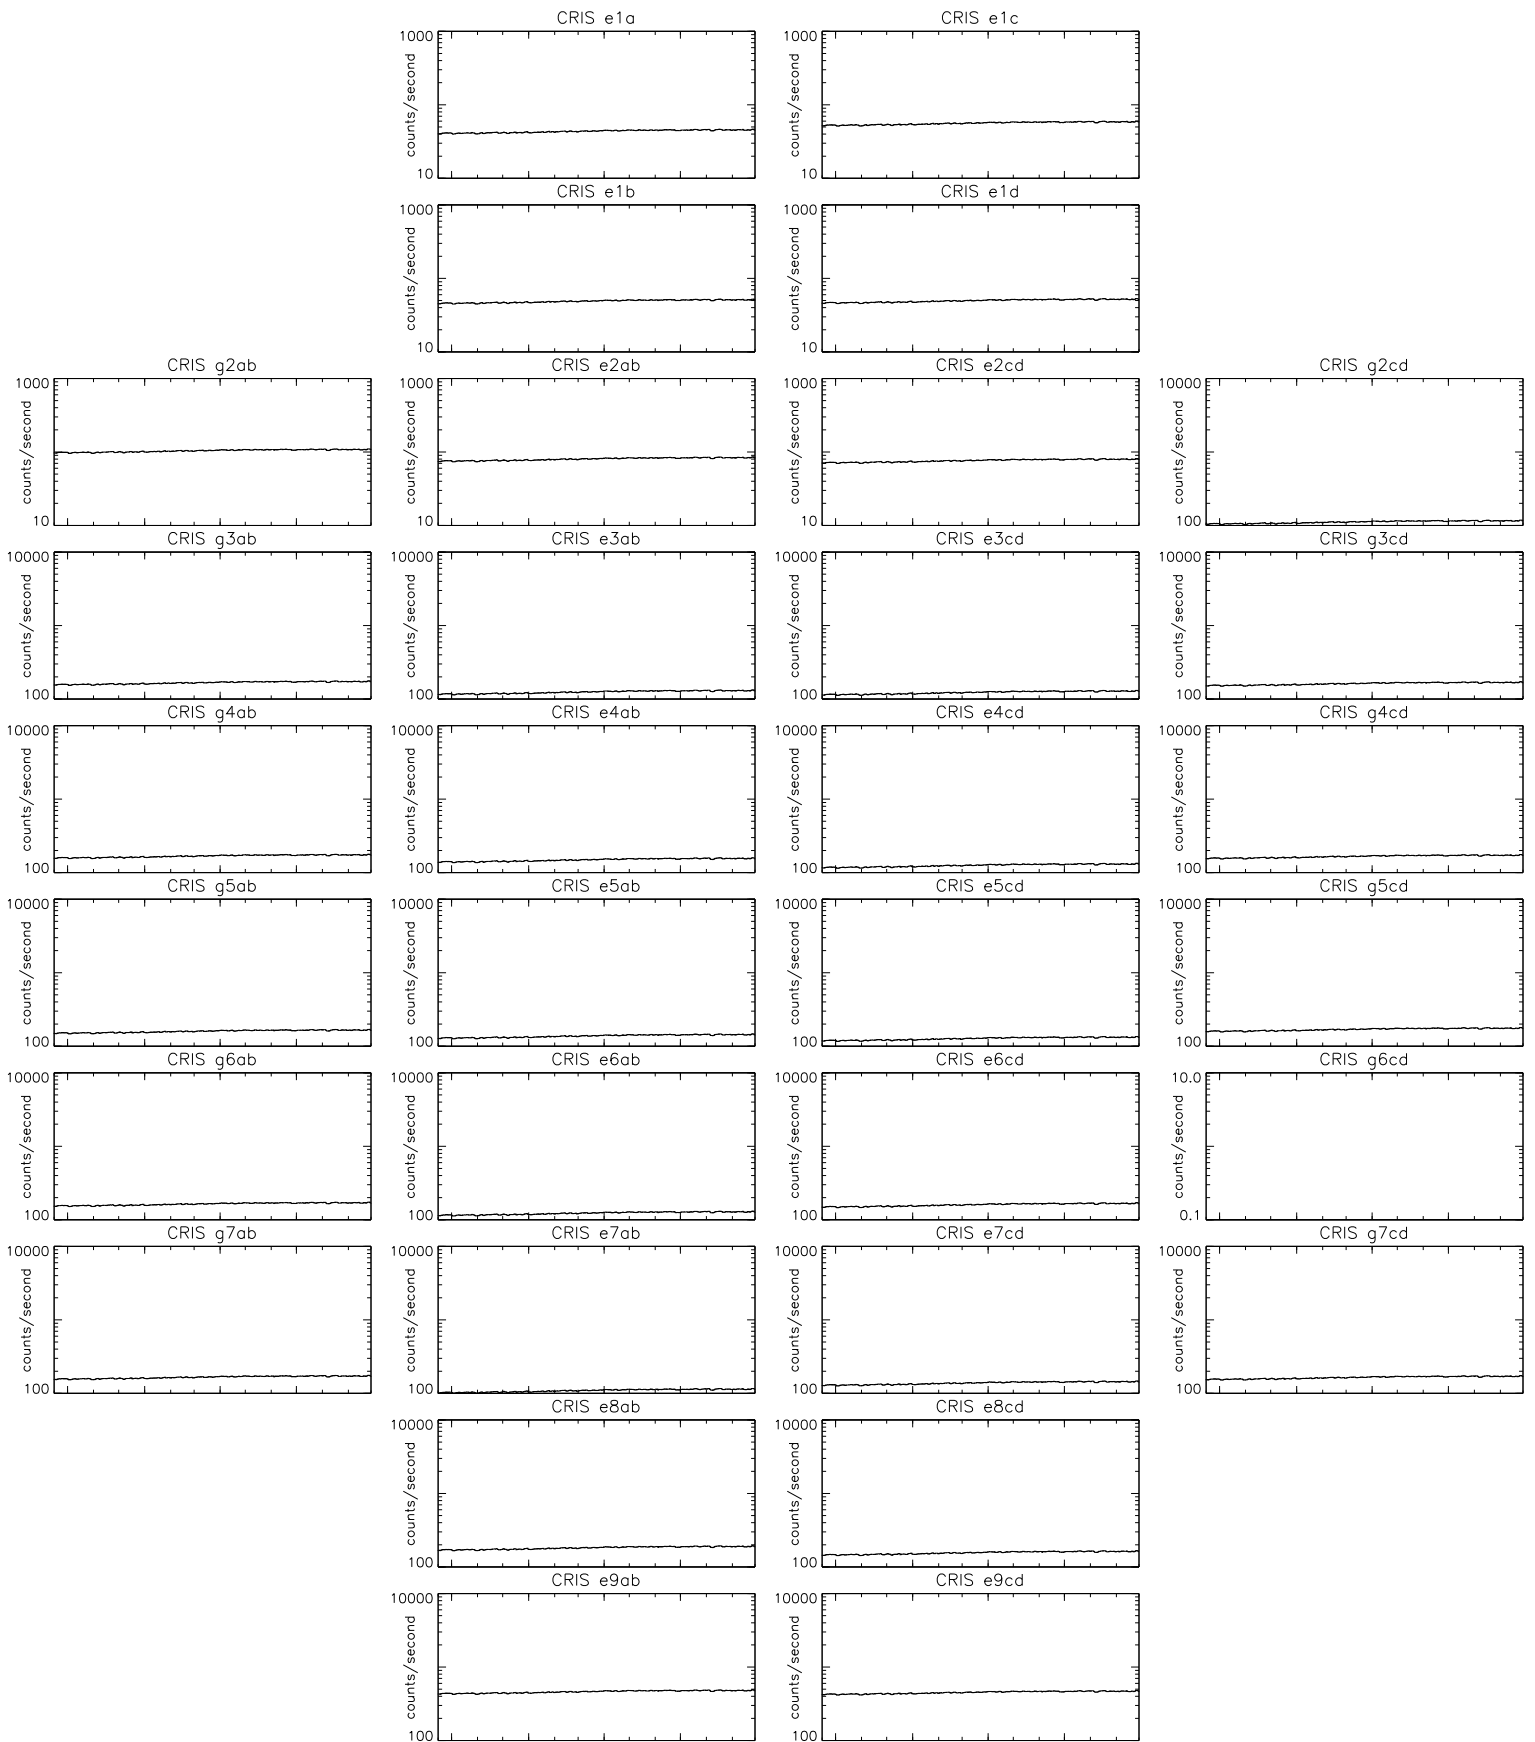 CRIS e1a
1000
counts/second
10
CRIS e1c
1000
counts/second
10
CRIS e1b
1000
counts/second
10
CRIS e1d
1000
counts/second
10
CRIS g2ab
1000
counts/second
10
CRIS e2ab
1000
counts/second
10
CRIS e2cd
1000
counts/second
10
CRIS g2cd
10000
counts/second
100
CRIS g3ab
10000
counts/second
100
CRIS e3ab
10000
counts/second
100
CRIS e3cd
10000
counts/second
100
CRIS g3cd
10000
counts/second
100
CRIS g4ab
10000
counts/second
100
CRIS e4ab
10000
counts/second
100
CRIS e4cd
10000
counts/second
100
CRIS g4cd
10000
counts/second
100
CRIS g5ab
10000
counts/second
100
CRIS e5ab
10000
counts/second
100
CRIS e5cd
10000
counts/second
100
CRIS g5cd
10000
counts/second
100
CRIS g6ab
10000
counts/second
100
CRIS e6ab
10000
counts/second
100
CRIS e6cd
10000
counts/second
100
CRIS g6cd
10.0
counts/second
0.1
CRIS g7ab
10000
counts/second
100
CRIS e7ab
10000
counts/second
100
CRIS e7cd
10000
counts/second
100
CRIS g7cd
10000
counts/second
100
CRIS e8ab
10000
counts/second
100
CRIS e8cd
10000
counts/second
100
CRIS e9ab
10000
counts/second
100
CRIS e9cd
10000
counts/second
100